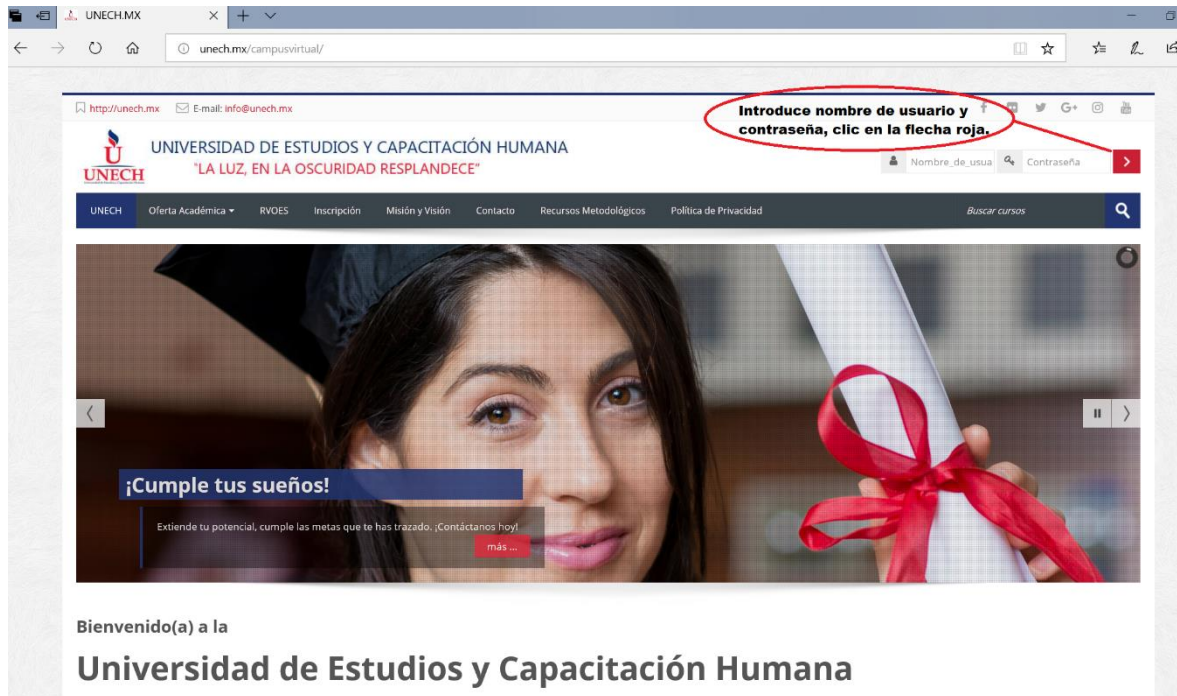 UNECH.MX
unech.mx/campusvirtual/
http://unech.mx E-mail: info@unech.mx
Introduce nombre de usuario y
contraseña, clic en la flecha roja.
G+
You
U
UNECH
UNIVERSIDAD DE ESTUDIOS Y CAPACITACIÓN HUMANA
"LA LUZ, EN LA OSCURIDAD RESPLANDECE"
Nombre_de_usua Contraseña
UNECH Oferta Académica RVOES Inscripción Misión y Visión Contacto Recursos Metodológicos Política de Privacidad Buscar cursos
¡Cumple tus sueños!
Extiende tu potencial, cumple las metas que te has trazado. ¡Contáctanos hoy!
más ...
Bienvenido(a) a la
Universidad de Estudios y Capacitación Humana